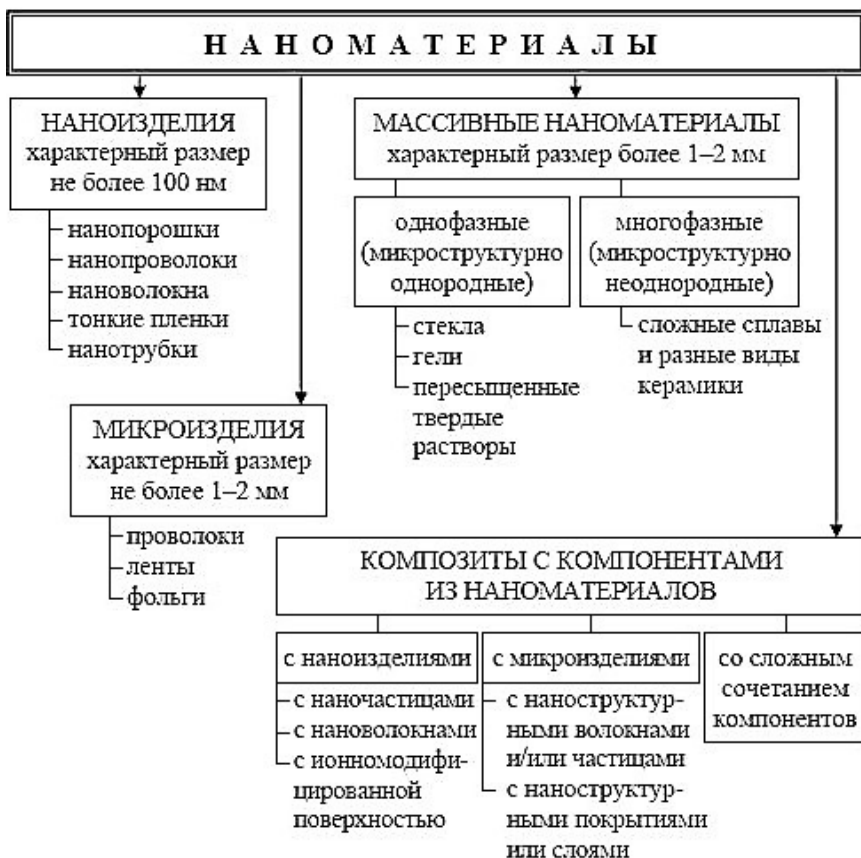 НАНОМАТЕРИАЛЫ
НАНОИЗДЕЛИЯ
характерный размер
не более 100 нм
нанопорошки
нанопроволоки
нановолокна
тонкие пленки
нанотрубки
МИКРОИЗДЕЛИЯ
характерный размер
не более 1–2 мм
проволоки
ленты
фольги
МАССИВНЫЕ НАНОМАТЕРИАЛЫ
характерный размер более 1–2 мм
однофазные
(микроструктурно
однородные)
стекла
гели
пересыщенные
твердые
растворы
многофазные
(микроструктурно
неоднородные)
сложные сплавы
и разные виды
керамики
КОМПОЗИТЫ С КОМПОНЕНТАМИ
ИЗ НАНОМАТЕРИАЛОВ
с наноизделиями
с наночастицами
с нановолокнами
с ионномодифи-
цированной
поверхностью
с микроизделиями
с наноструктур-
ными волокнами
и/или частицами
с наноструктур-
ными покрытиями
или слоями
со сложным
сочетанием
компонентов